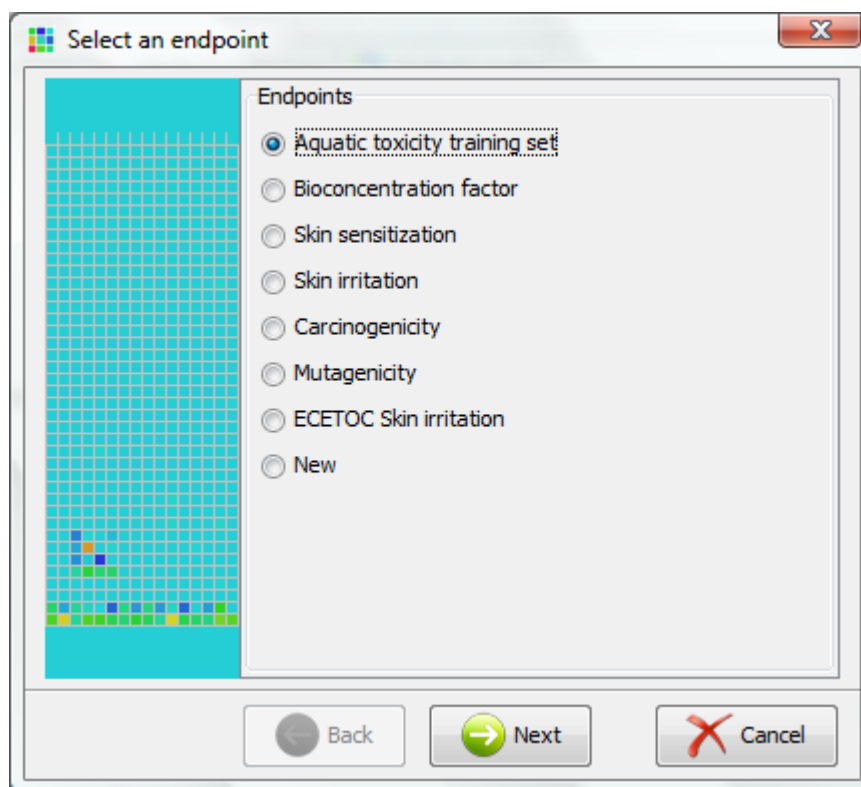 Select an endpoint
Endpoints
Aquatic toxicity training set
Bioconcentration factor
Skin sensitization
Skin irritation
Carcinogenicity
Mutagenicity
ECETOC Skin irritation
New
Back Next Cancel